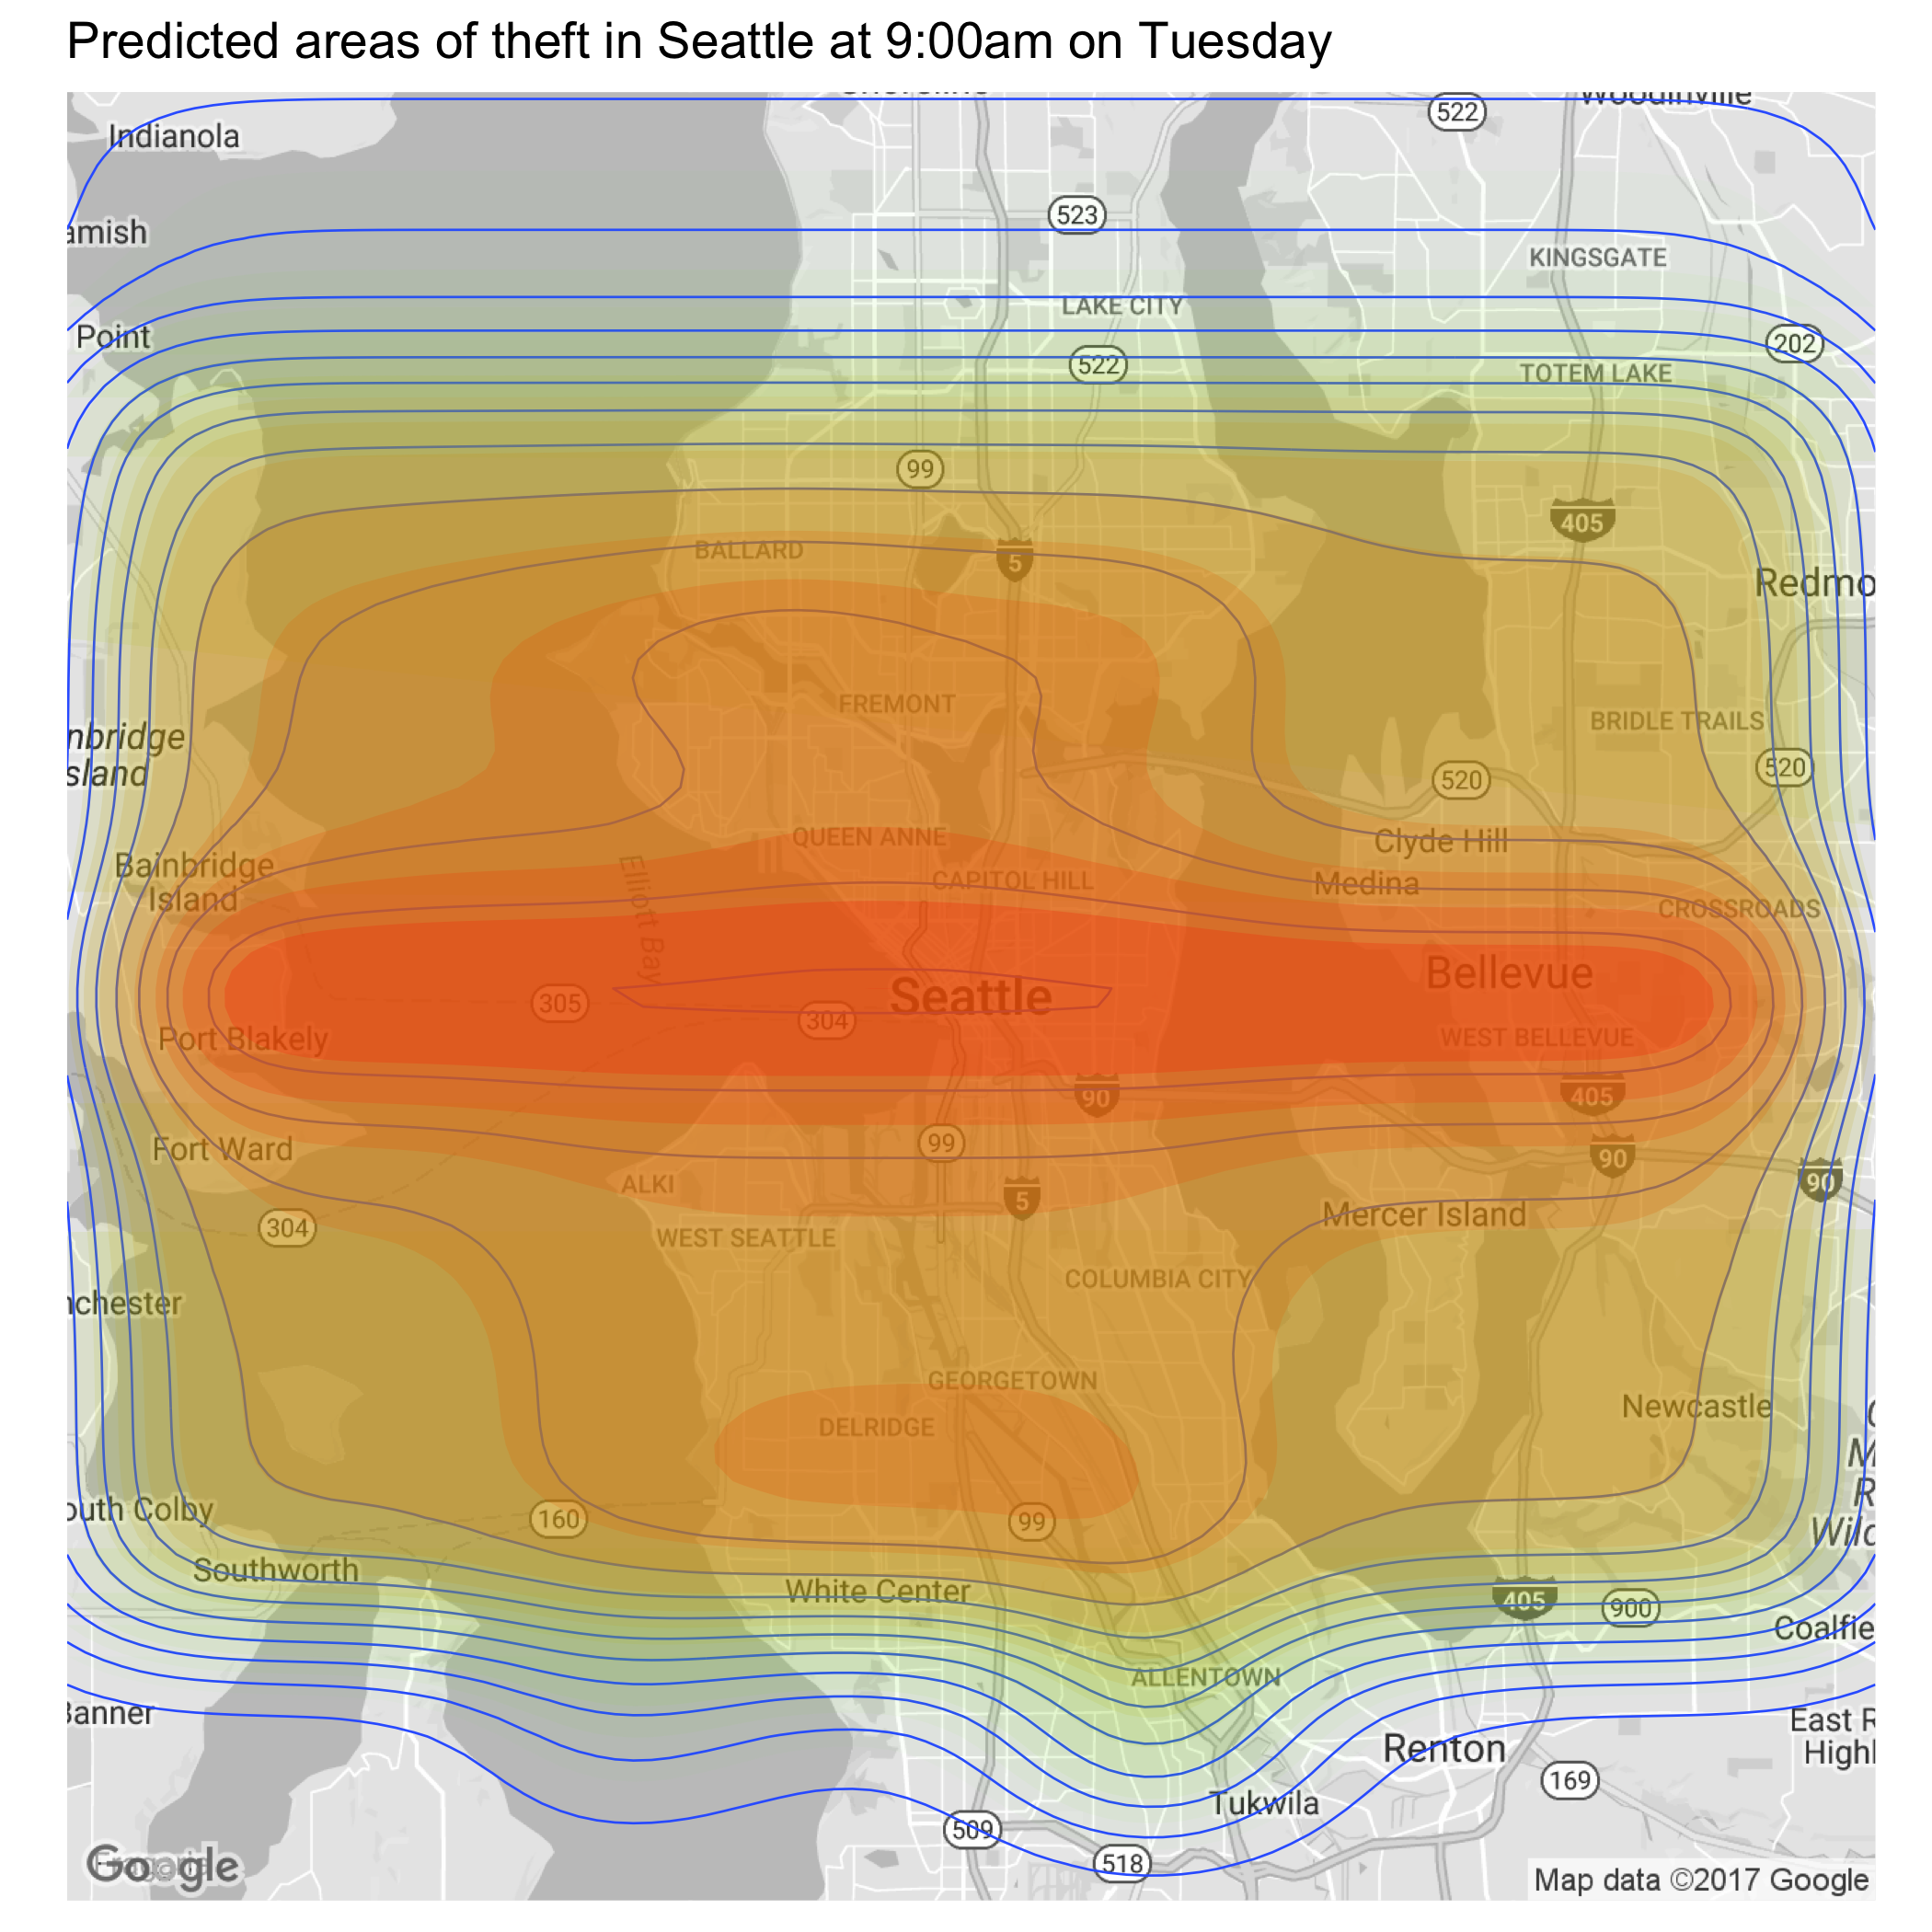 Predicted areas of theft in Seattle at 9:00am on Tuesday
522
Indianola
523
amish
KINGSGATE
LAKE CITY
Point
202
522
TOTEM LAKE
99
405
BALLARD
5
Redmo
FREMONT
BRIDLE TRAILS
nbridge
sland
520
520
QUEEN ANNE
Clyde Hill
Bainbridge
Island
Elliott Bay
CAPITOL HILL
Medina
CROSSROADS
Bellevue
Seattle
305
304
Port Blakely
WEST BELLEVUE
90
405
99
Fort Ward
90
ALKI
5
90
304
Mercer Island
WEST SEATTLE
COLUMBIA CITY
nchester
GEORGETOWN
Newcastle
DELRIDGE
M
R
outh Colby
160
99
Wild
Southworth
White Center
405
900
Coalfie
ALLENTOWN
Banner
East R
Renton
Highl
169
Tukwila
509
518
Google
Map data ©2017 Google